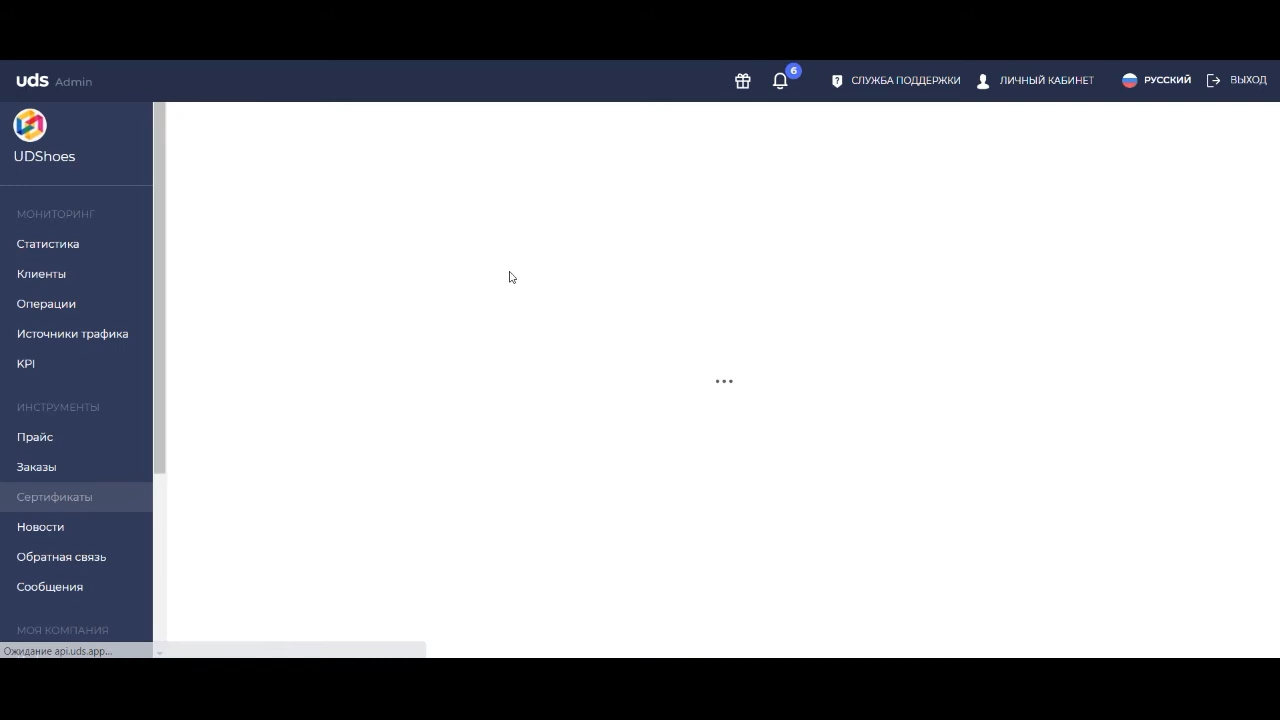 uds Admin
6
СЛУЖБА ПОДДЕРЖКИ
ЛИЧНЫЙ КАБИНЕТ
РУССКИЙ
ВЫХОД
UDShoes
МОНИТОРИНГ
Статистика
Клиенты
Операции
Источники трафика
KPI
ИНСТРУМЕНТЫ
Прайс
Заказы
Сертификаты
Новости
Обратная связь
Сообщения
МОЯ КОМПАНИЯ
Ожидание api.uds.app...